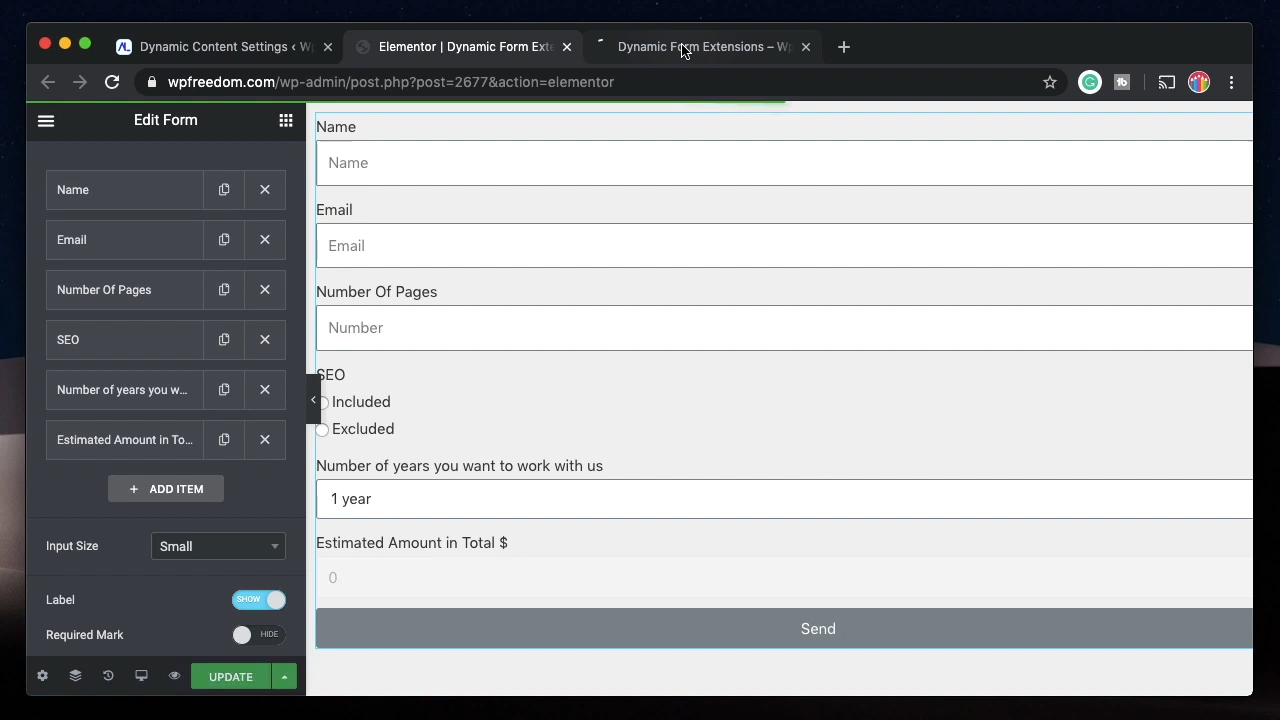 Dynamic Content Settings ‹ W
Elementor | Dynamic Form Exte
Dynamic Form Extensions – Wp
wpfreedom.com/wp-admin/post.php?post=2677&action=elementor
Edit Form
Name
Email
Number Of Pages
SEO
Number of years you w...
Estimated Amount in To...
+ ADD ITEM
Input Size
Small
Label
SHOW
Required Mark
HIDE
UPDATE
Name
Name
Email
Email
Number Of Pages
Number
SEO
Included
Excluded
Number of years you want to work with us
1 year
Estimated Amount in Total $
0
Send